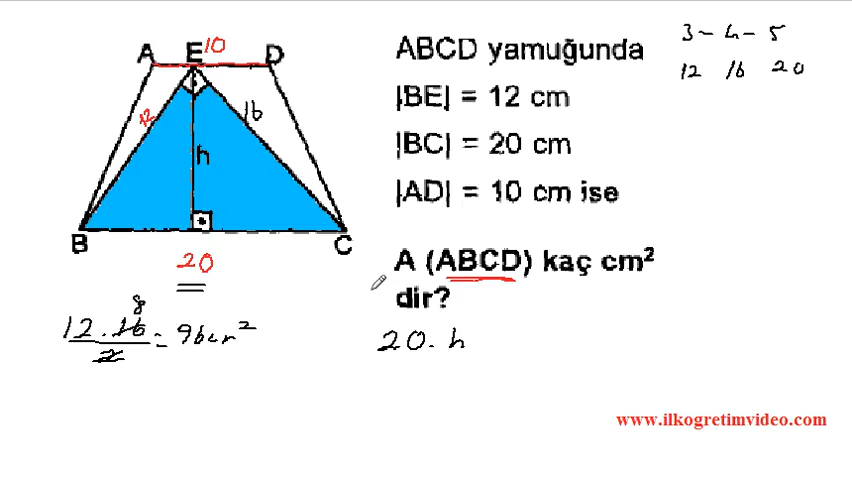 A E 10 D
3 - 4 - 5
12 16 20
ABCD yamuğunda
|BE| = 12 cm
|BC| = 20 cm
|AD| = 10 cm ise
12 16
h
B C
20
A (ABCD) kaç cm²
dir?
8
12 . 16 = 96 cm²
2
20. h
www.ilkogretimvideo.com